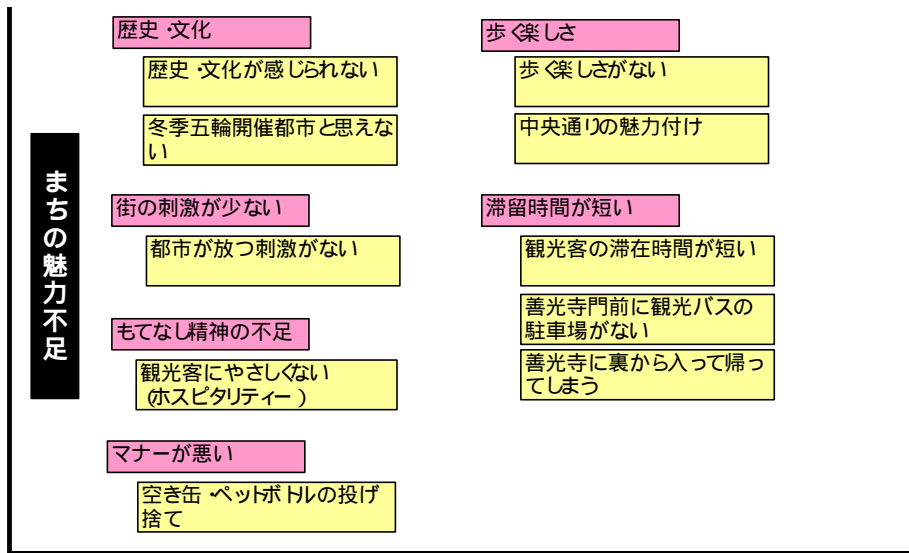 まちの魅力不足
歴史・文化
歴史・文化が感じられない
冬季五輪開催都市と思えな
い
街の刺激が少ない
都市が放つ刺激がない
もてなし精神の不足
観光客にやさしくない
(ホスピタリティー)
マナーが悪い
空き缶・ペットボトルの投げ
捨て
歩く楽しさ
歩く楽しさがない
中央通りの魅力付け
滞留時間が短い
観光客の滞在時間が短い
善光寺門前に観光バスの
駐車場がない
善光寺に裏から入って帰っ
てしまう